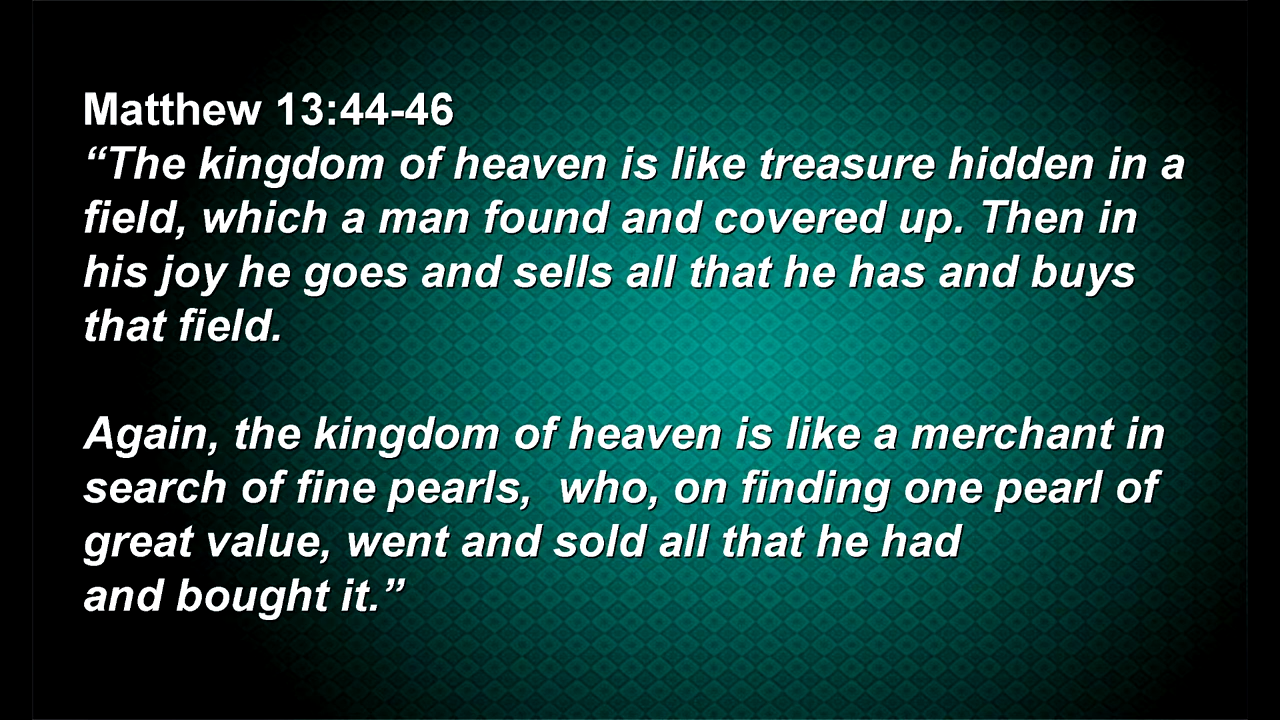 Matthew 13:44-46
“The kingdom of heaven is like treasure hidden in a
field, which a man found and covered up. Then in
his joy he goes and sells all that he has and buys
that field.
Again, the kingdom of heaven is like a merchant in
search of fine pearls,  who, on finding one pearl of
great value, went and sold all that he had
and bought it.”